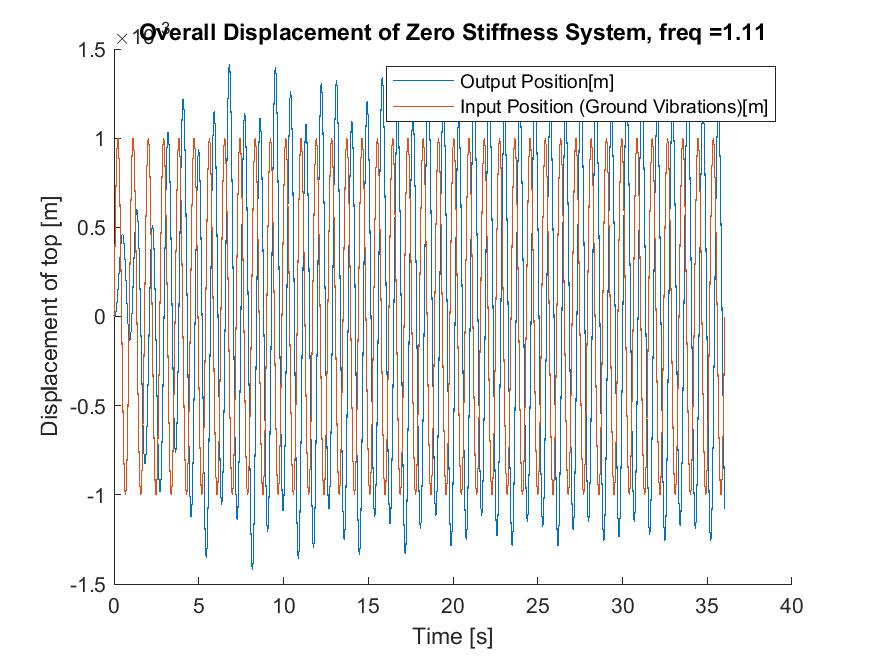 Overall Displacement of Zero Stiffness System, freq =1.11
×10-3
1.5
1
0.5
0
-0.5
-1
-1.5
Displacement of top [m]
Output Position[m]
Input Position (Ground Vibrations)[m]
0 5 10 15 20 25 30 35 40
Time [s]